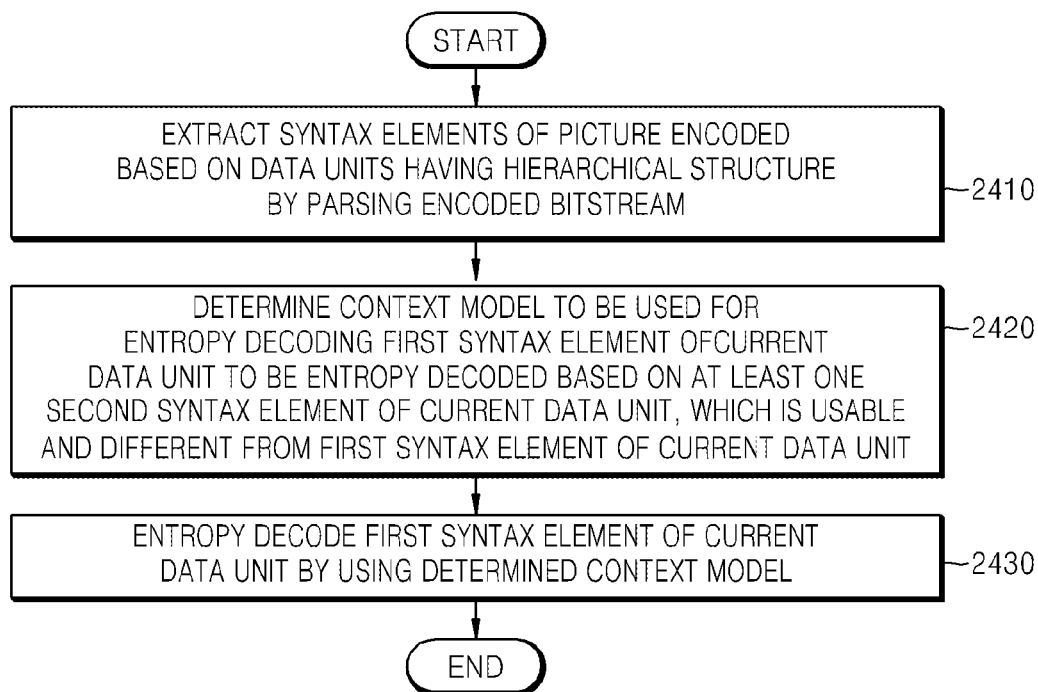 START
EXTRACT SYNTAX ELEMENTS OF PICTURE ENCODED
BASED ON DATA UNITS HAVING HIERARCHICAL STRUCTURE
BY PARSING ENCODED BITSTREAM
2410
DETERMINE CONTEXT MODEL TO BE USED FOR
ENTROPY DECODING FIRST SYNTAX ELEMENT OFCURRENT
DATA UNIT TO BE ENTROPY DECODED BASED ON AT LEAST ONE
SECOND SYNTAX ELEMENT OF CURRENT DATA UNIT, WHICH IS USABLE
AND DIFFERENT FROM FIRST SYNTAX ELEMENT OF CURRENT DATA UNIT
2420
ENTROPY DECODE FIRST SYNTAX ELEMENT OF CURRENT
DATA UNIT BY USING DETERMINED CONTEXT MODEL
2430
END